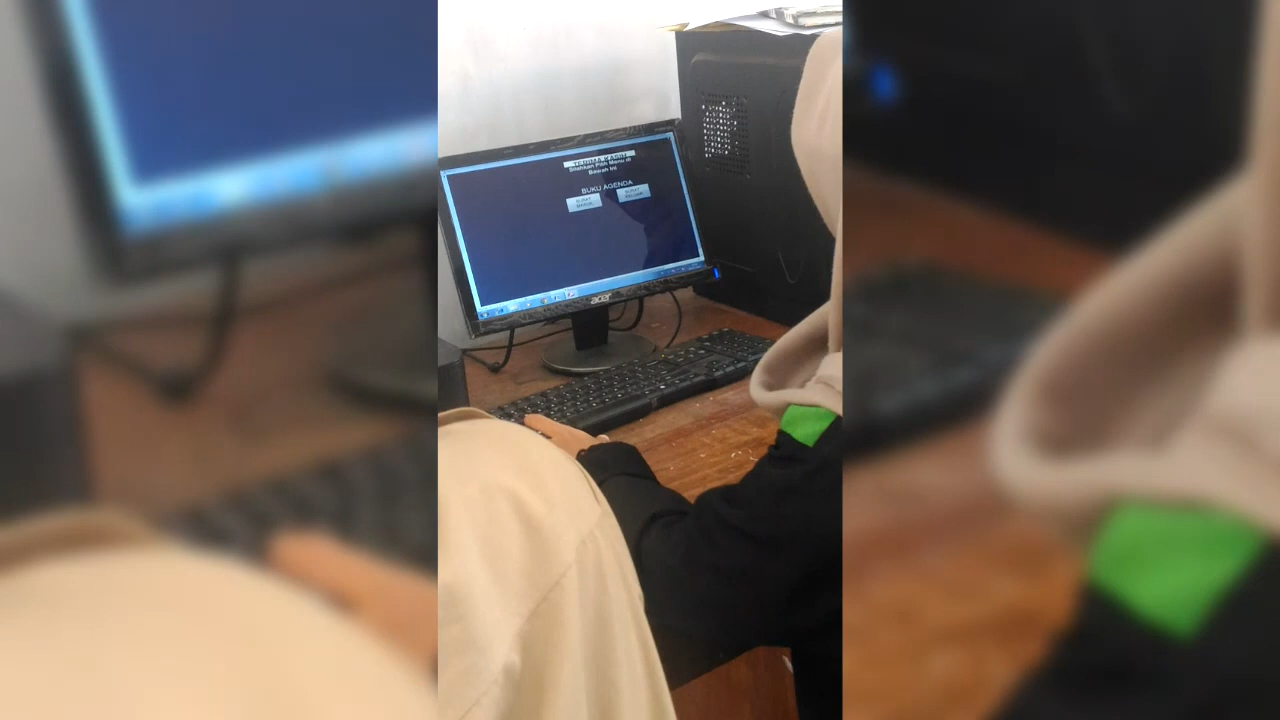 TERIMA KASIH
Silahkan Pilih Menu di
Bawah Ini
BUKU AGENDA
SURAT
MASUK
SURAT
KELUAR
acer